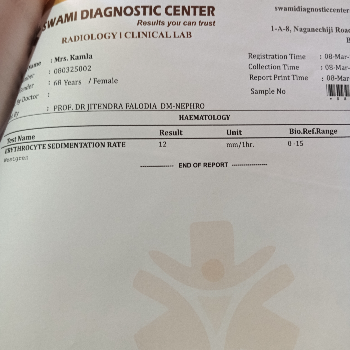 SWAMI DIAGNOSTIC CENTER
Results you can trust
RADIOLOGY I CLINICAL LAB
swamidiagnosticcenter
1-A-8, Naganechiji Road
: Mrs. Kamla
: 080325002
: 68 Years / Female
Doctor :
: PROF. DR JITENDRA FALODIA DM-NEPHRO
Registration Time : 08-Mar-
Collection Time : 08-Mar-
Report Print Time : 08-Mar-
Sample No
HAEMATOLOGY
Test Name Result Unit Bio.Ref.Range
ERYTHROCYTE SEDIMENTATION RATE 12 mm/1hr. 0-15
Westgren
END OF REPORT